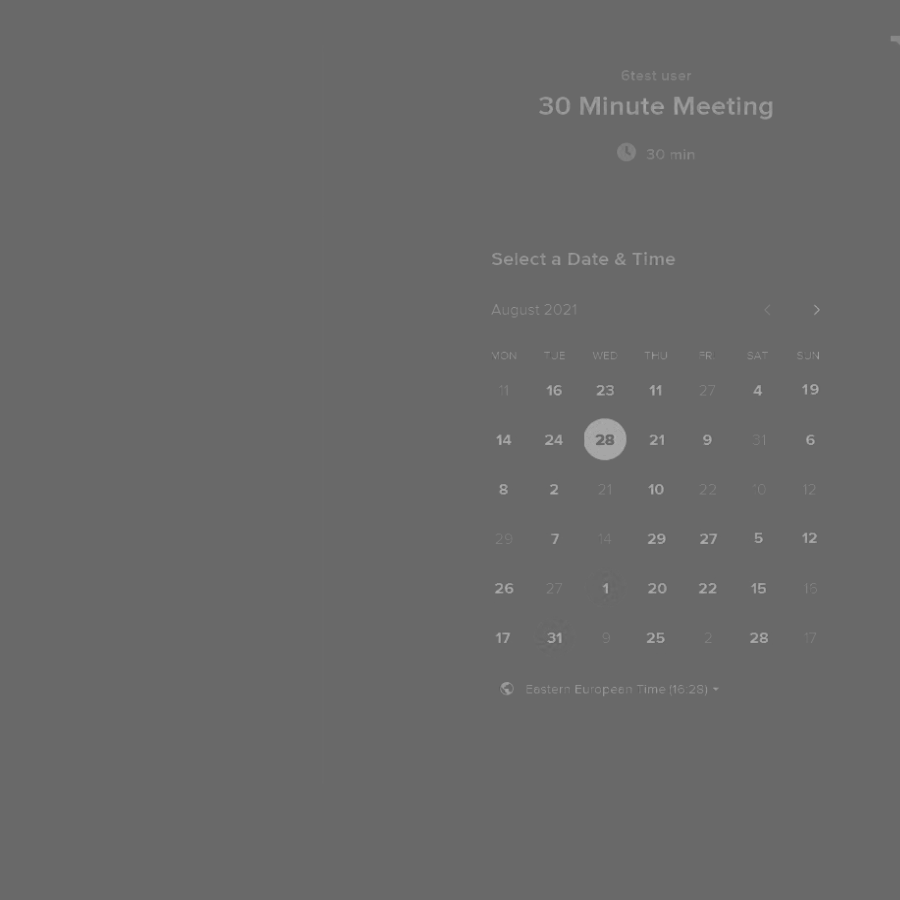 6test user
30 Minute Meeting
30 min
Select a Date & Time
August 2021
MON TUE WED THU FRI SAT SUN
11 16 23 11 27 4 19
14 24 28 21 9 31 6
8 2 21 10 22 10 12
29 7 14 29 27 5 12
26 27 1 20 22 15 16
17 31 9 25 2 28 17
Eastern European Time (16:28)